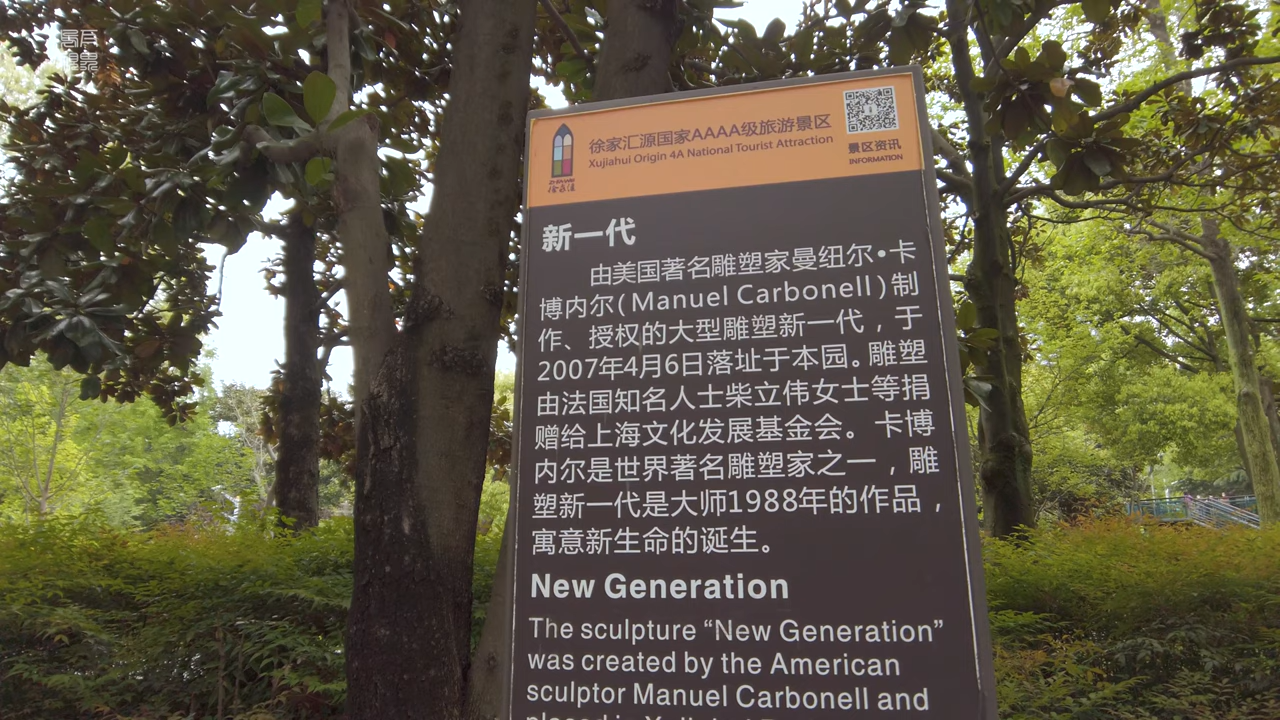 徐家汇源国家AAAA级旅游景区
Xujiahui Origin 4A National Tourist Attraction
景区资讯
INFORMATION
新一代
由美国著名雕塑家曼纽尔•卡
博内尔(Manuel Carbonell)制
作、授权的大型雕塑新一代，于
2007年4月6日落址于本园。雕塑
由法国知名人士柴立伟女士等捐
赠给上海文化发展基金会。卡博
内尔是世界著名雕塑家之一，雕
塑新一代是大师1988年的作品，
寓意新生命的诞生。
New Generation
The sculpture “New Generation”
was created by the American
sculptor Manuel Carbonell and